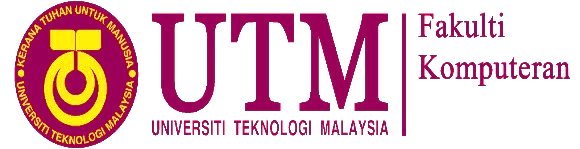 KERANA TUHAN UNTUK MANUSIA
UNIVERSITI TEKNOLOGI MALAYSIA
UTM
UNIVERSITI TEKNOLOGI MALAYSIA
Fakulti
Komputeran